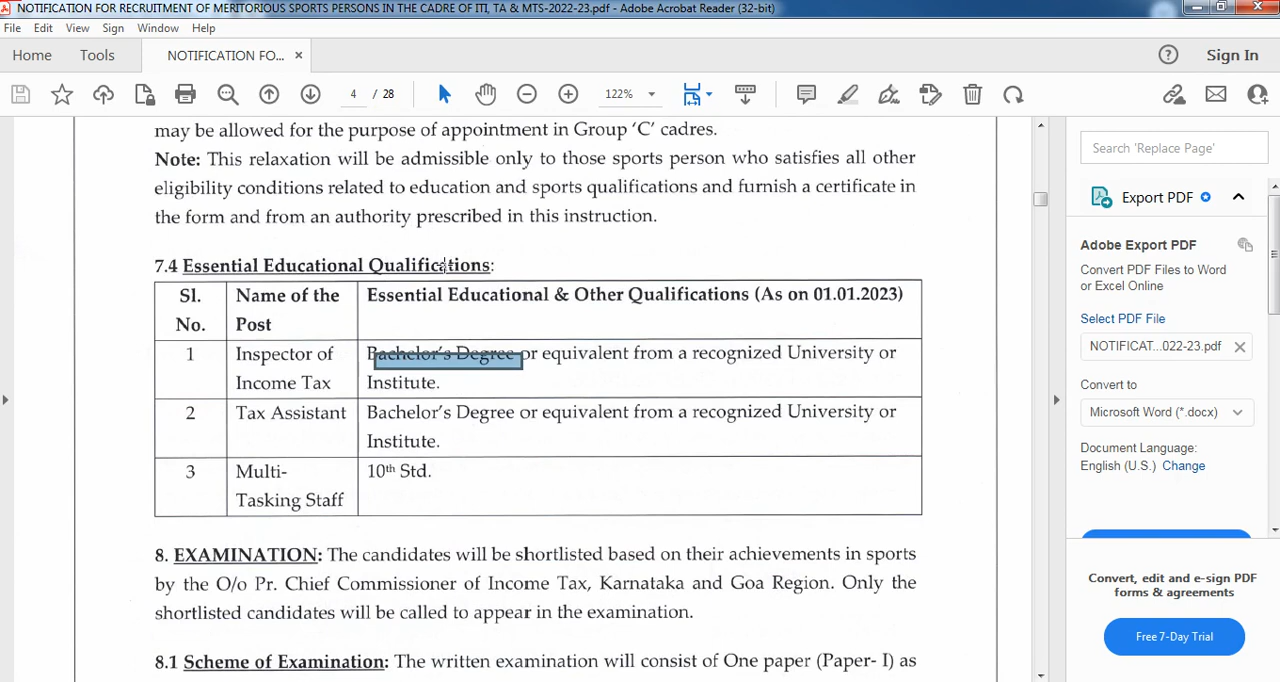 NOTIFICATION FOR RECRUITMENT OF MERITORIOUS SPORTS PERSONS IN THE CADRE OF ITI, TA & MTS-2022-23.pdf - Adobe Acrobat Reader (32-bit)
File Edit View Sign Window Help
Home Tools NOTIFICATION FO... × Sign In
4 / 28 122%
may be allowed for the purpose of appointment in Group ‘C’ cadres.
Note: This relaxation will be admissible only to those sports person who satisfies all other
eligibility conditions related to education and sports qualifications and furnish a certificate in
the form and from an authority prescribed in this instruction.
7.4 Essential Educational Qualifications:
Sl. No. Name of the Post Essential Educational & Other Qualifications (As on 01.01.2023)
1 Inspector of Income Tax Bachelor’s Degree or equivalent from a recognized University or Institute.
2 Tax Assistant Bachelor’s Degree or equivalent from a recognized University or Institute.
3 Multi-Tasking Staff 10th Std.
8. EXAMINATION: The candidates will be shortlisted based on their achievements in sports
by the O/o Pr. Chief Commissioner of Income Tax, Karnataka and Goa Region. Only the
shortlisted candidates will be called to appear in the examination.
8.1 Scheme of Examination: The written examination will consist of One paper (Paper- I) as
Search 'Replace Page'
Export PDF
Adobe Export PDF
Convert PDF Files to Word
or Excel Online
Select PDF File
NOTIFICAT...022-23.pdf
Convert to
Microsoft Word (*.docx)
Document Language:
English (U.S.) Change
Convert, edit and e-sign PDF
forms & agreements
Free 7-Day Trial